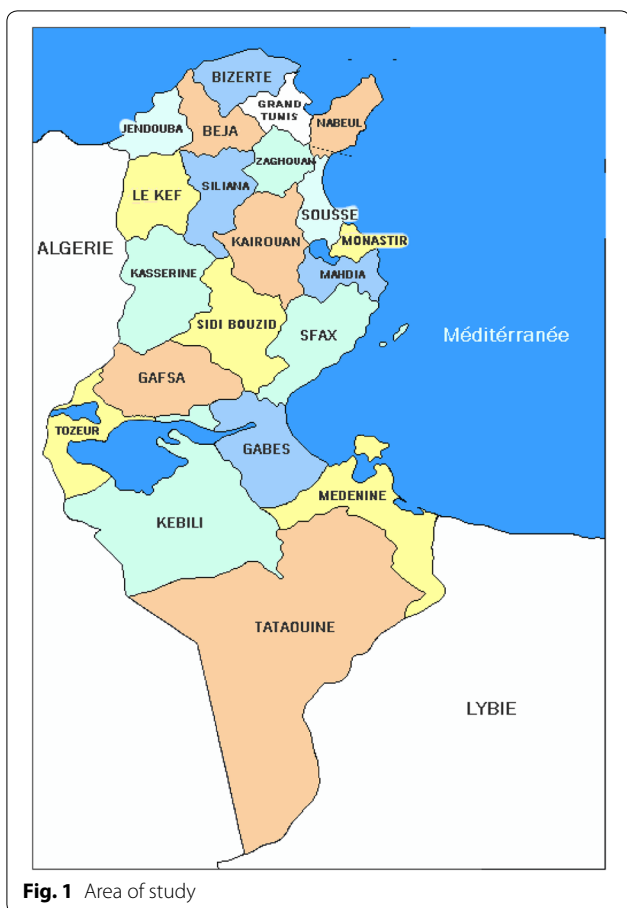 BIZERTE
GRAND
TUNIS
NABEUL
JENDOUBA
BEJA
ZAGHOUAN
SILIANA
LE KEF
SOUSSE
MONASTIR
KAIROUAN
ALGERIE
KASSERINE
MAHDIA
SIDI BOUZID
SFAX
Méditérranée
GAFSA
TOZEUR
GABES
MEDENINE
KEBILI
TATAOUINE
LYBIE
Fig. 1 Area of study